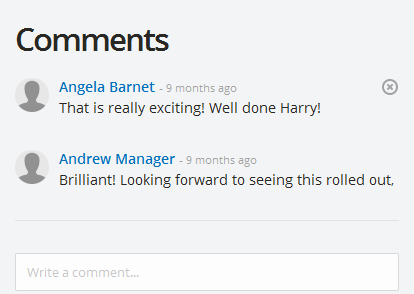 Comments
Angela Barnet - 9 months ago
That is really exciting! Well done Harry!
Andrew Manager - 9 months ago
Brilliant! Looking forward to seeing this rolled out,
Write a comment...